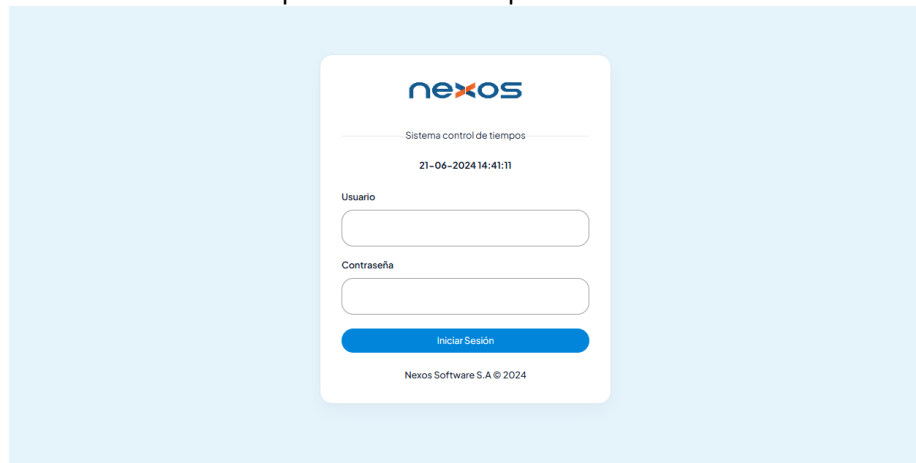 nexos
Sistema control de tiempos
21-06-2024 14:41:11
Usuario
Contraseña
Iniciar Sesión
Nexos Software S.A © 2024